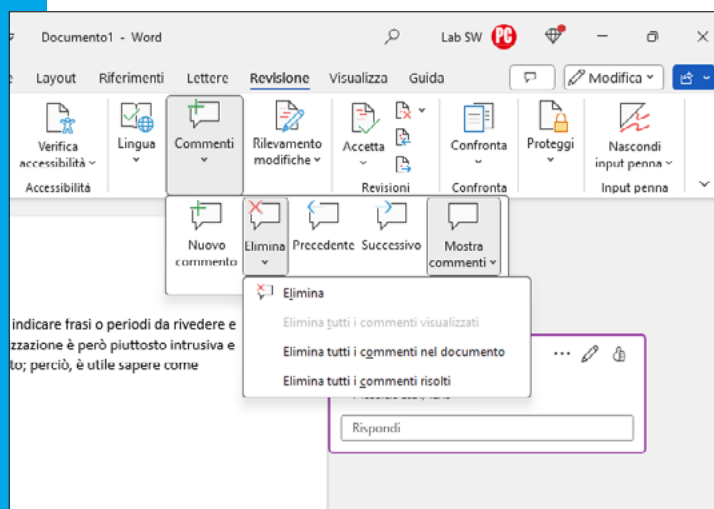 Documento1 - Word
Lab SW
PC
Layout Riferimenti Lettere Revisione Visualizza Guida
Modifica
Verifica accessibilità
Lingua
Commenti
Rilevamento modifiche
Accetta
Confronta
Proteggi
Nascondi input penna
Accessibilità
Revisioni
Confronta
Input penna
Nuovo commento
Elimina
Precedente
Successivo
Mostra commenti
Elimina
Elimina tutti i commenti visualizzati
Elimina tutti i commenti nel documento
Elimina tutti i commenti risolti
indicare frasi o periodi da rivedere e
zzazione è però piuttosto intrusiva e
to; perciò, è utile sapere come
Rispondi